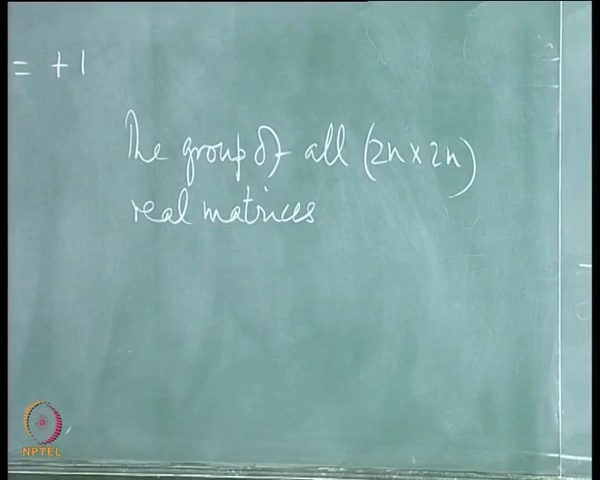 = +1
The group of all (2n × 2n)
real matrices
NPTEL